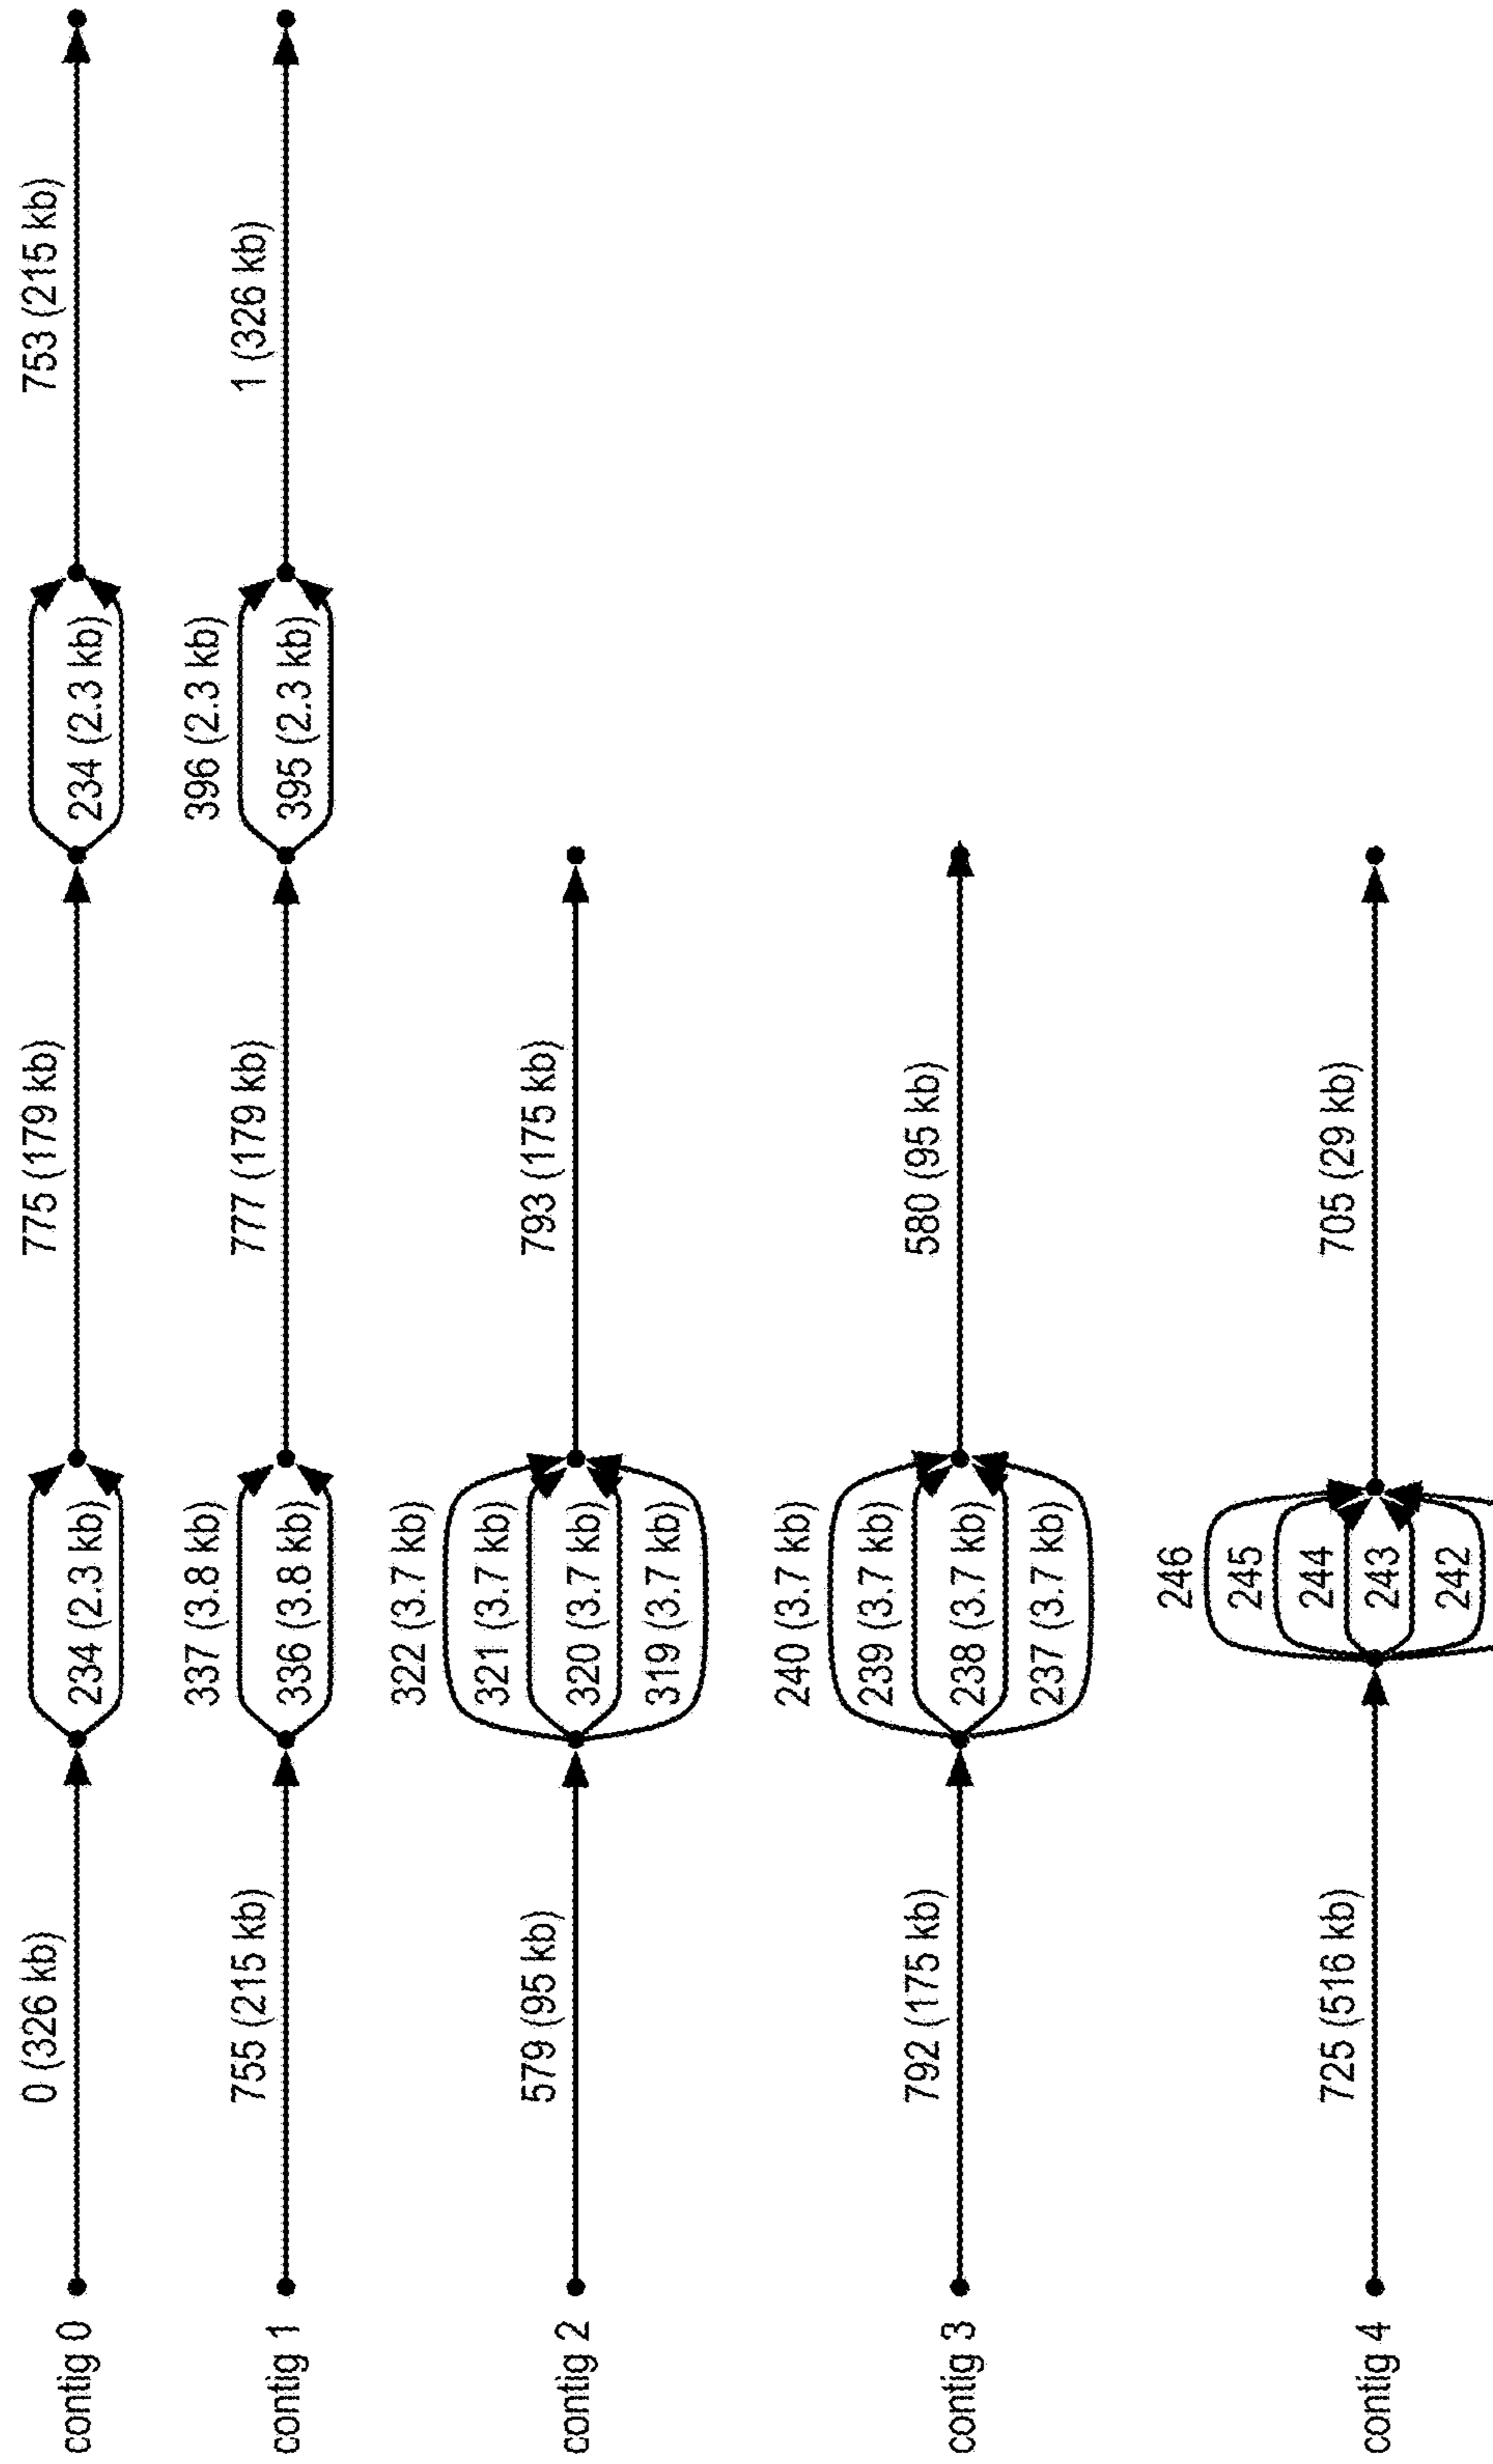 contig 0
0 (326 kb)
234 (2.3 kb)
775 (179 kb)
234 (2.3 kb)
753 (215 kb)
contig 1
755 (215 kb)
337 (3.8 kb)
336 (3.8 kb)
777 (179 kb)
396 (2.3 kb)
395 (2.3 kb)
1 (326 kb)
contig 2
579 (95 kb)
322 (3.7 kb)
321 (3.7 kb)
320 (3.7 kb)
319 (3.7 kb)
793 (175 kb)
contig 3
792 (175 kb)
240 (3.7 kb)
239 (3.7 kb)
238 (3.7 kb)
237 (3.7 kb)
580 (95 kb)
contig 4
725 (516 kb)
246
245
244
243
242
705 (29 kb)